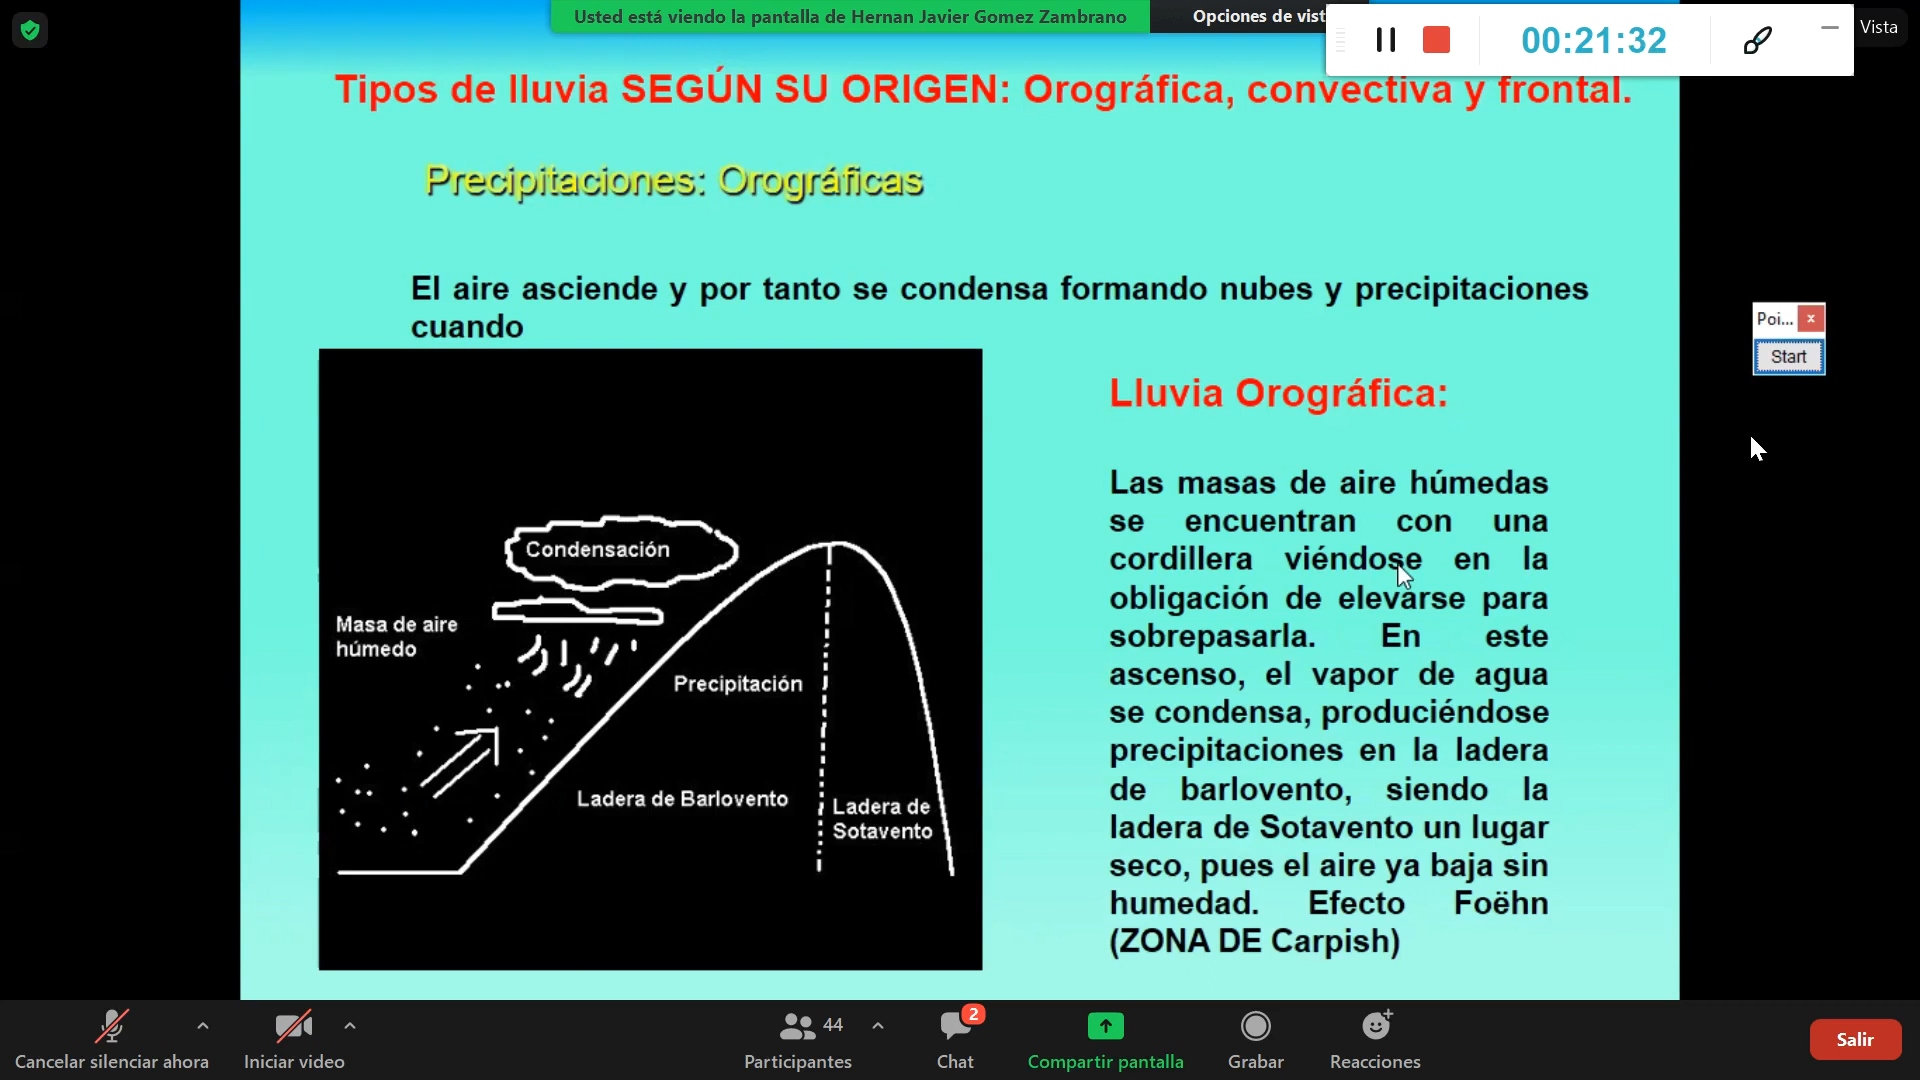 Usted está viendo la pantalla de Hernan Javier Gomez Zambrano
Opciones de vist
00:21:32
Vista
Tipos de lluvia SEGÚN SU ORIGEN: Orográfica, convectiva y frontal.
Precipitaciones: Orográficas
El aire asciende y por tanto se condensa formando nubes y precipitaciones
cuando
Poi...
x
Start
Condensación
Masa de aire
húmedo
Precipitación
Ladera de Barlovento
Ladera de
Sotavento
Lluvia Orográfica:
Las masas de aire húmedas
se encuentran con una
cordillera viéndose en la
obligación de elevarse para
sobrepasarla. En este
ascenso, el vapor de agua
se condensa, produciéndose
precipitaciones en la ladera
de barlovento, siendo la
ladera de Sotavento un lugar
seco, pues el aire ya baja sin
humedad. Efecto Foëhn
(ZONA DE Carpish)
Cancelar silenciar ahora
Iniciar video
44
Participantes
2
Chat
Compartir pantalla
Grabar
Reacciones
Salir